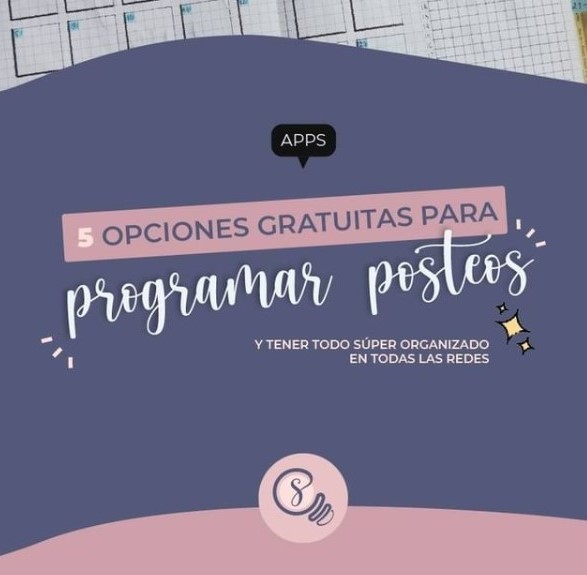 APPS
5 OPCIONES GRATUITAS PARA
programar posteos
Y TENER TODO SÚPER ORGANIZADO
EN TODAS LAS REDES
S